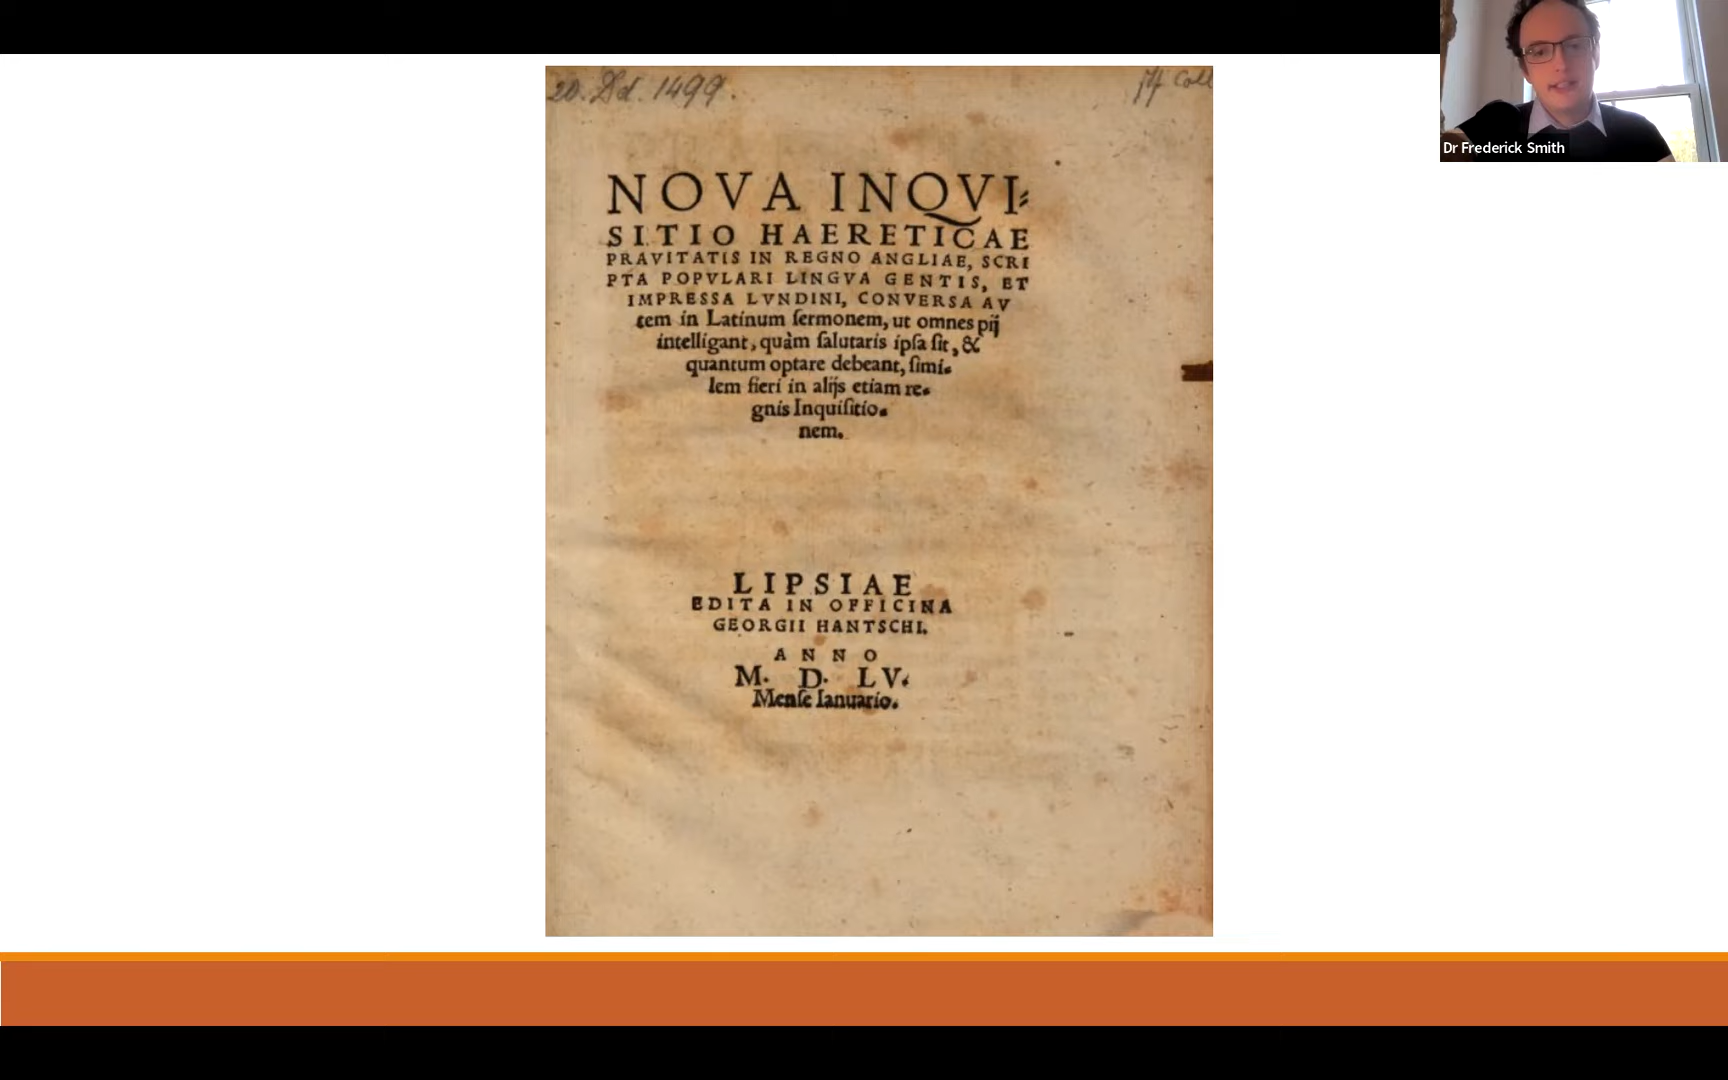 20. Dd. 1499.
NOVA INQVI⸗
SITIO HAERETICAE
PRAVITATIS IN REGNO ANGLIAE, SCRI
PTA POPVLARI LINGVA GENTIS, ET
IMPRESSA LVNDINI, CONVERSA AV
tem in Latinum ſermonem, ut omnes pij
intelligant, quàm ſalutaris ipſa ſit, &
quantum optare debeant, ſimi-
lem fieri in alijs etiam re-
gnis Inquiſitio-
nem.
LIPSIAE
EDITA IN OFFICINA
GEORGII HANTSCHI.
ANNO
M. D. LV.
Menſe Ianuario.
Dr Frederick Smith